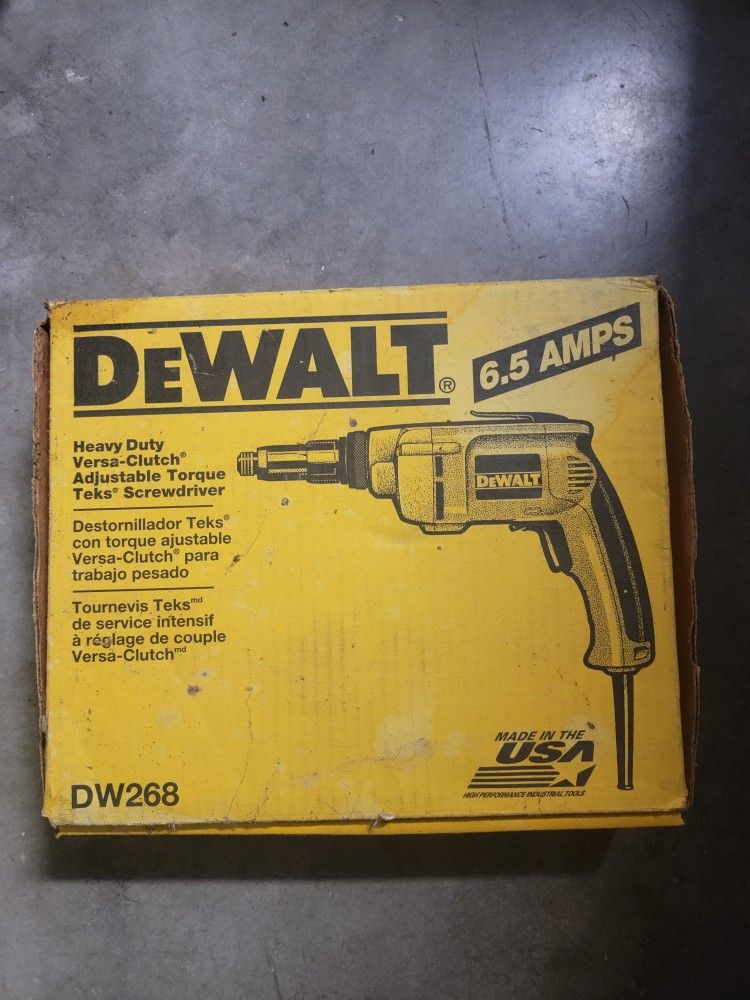 DEWALT®
6.5 AMPS
Heavy Duty
Versa-Clutch®
Adjustable Torque
Teks® Screwdriver
DEWALT
Destornillador Teks®
con torque ajustable
Versa-Clutch® para
trabajo pesado
Tournevis Teksmd
de service intensif
à réglage de couple
Versa-Clutchmd
DW268
MADE IN THE
USA
HIGH PERFORMANCE INDUSTRIAL TOOLS